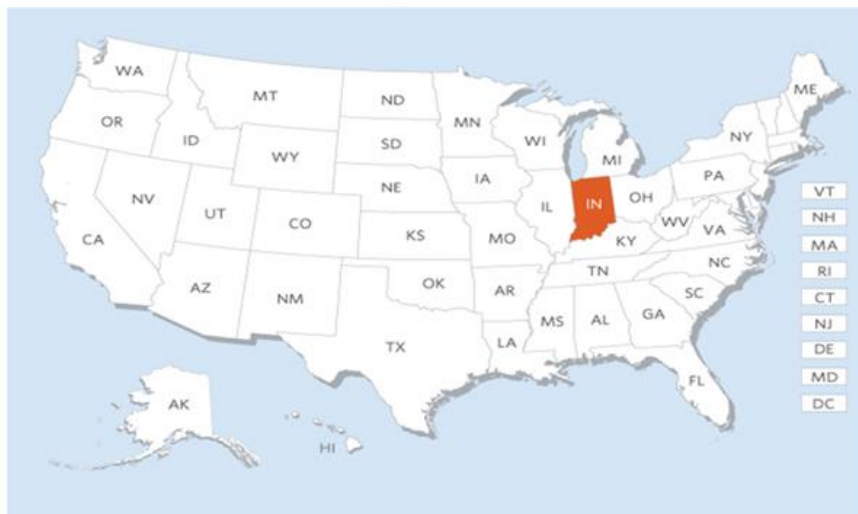 WA
MT
ND
MN
ME
OR
ID
SD
WI
NY
WY
MI
IA
PA
NE
NV
UT
CO
IL
IN
OH
VT
NH
MA
RI
CT
NJ
DE
MD
DC
CA
KS
MO
KY
WV
VA
AZ
NM
OK
AR
TN
NC
SC
MS
AL
GA
TX
LA
FL
AK
HI